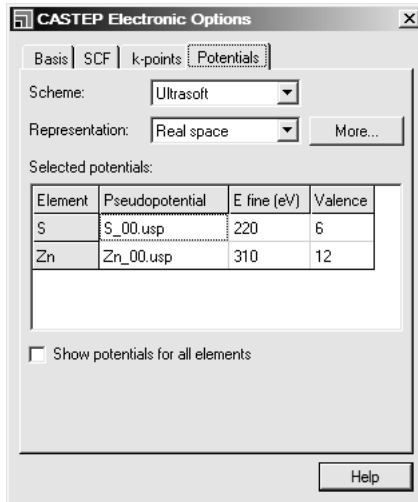 CASTEP Electronic Options
Basis SCF k-points Potentials
Scheme: Ultrasoft
Representation: Real space More...
Selected potentials:
Element Pseudopotential E fine (eV) Valence
S S_00.usp 220 6
Zn Zn_00.usp 310 12
Show potentials for all elements
Help